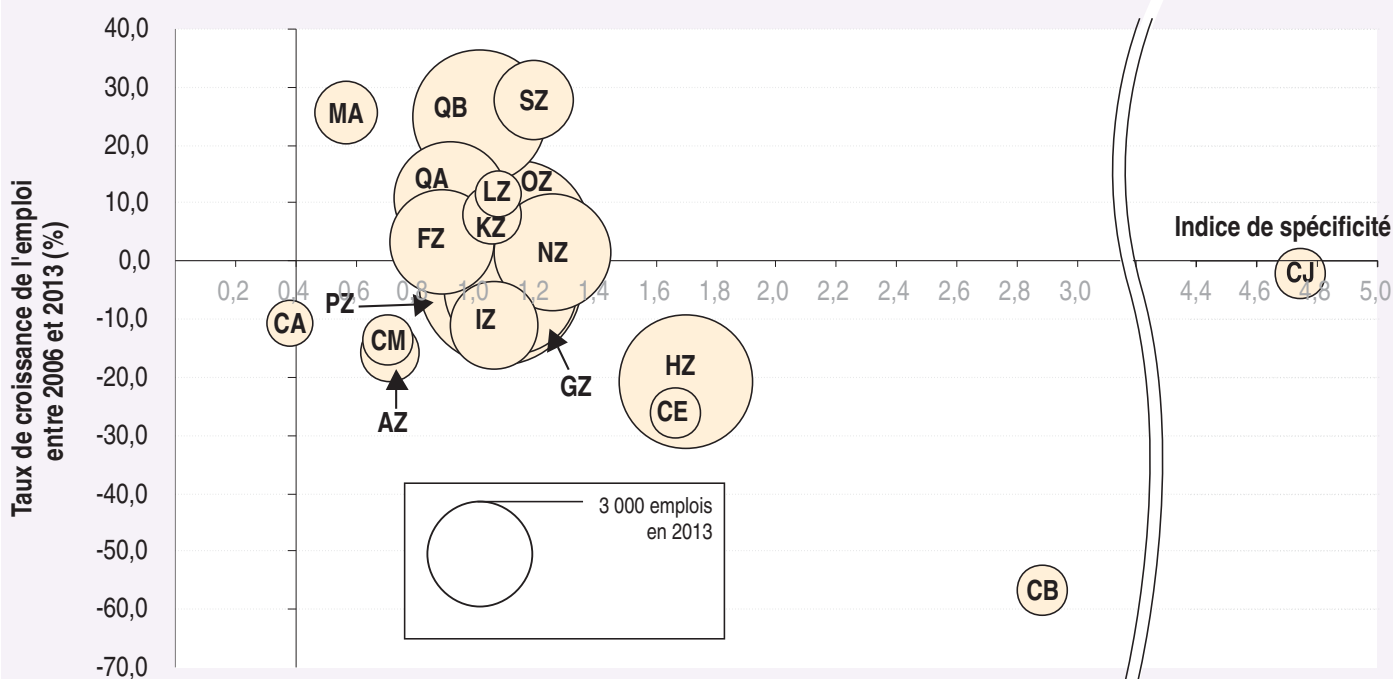 Taux de croissance de l'emploi
entre 2006 et 2013 (%)
40,0
30,0
20,0
10,0
0,0
-10,0
-20,0
-30,0
-40,0
-50,0
-60,0
-70,0
QB
SZ
MA
QA
LZ
OZ
KZ
FZ
NZ
Indice de spécificité
CJ
0,2
0,4
0,6
0,8
1,0
1,2
1,4
1,6
1,8
2,0
2,2
2,4
2,6
2,8
3,0
4,4
4,6
4,8
5,0
PZ
CA
IZ
CM
GZ
HZ
AZ
CE
3 000 emplois
en 2013
CB